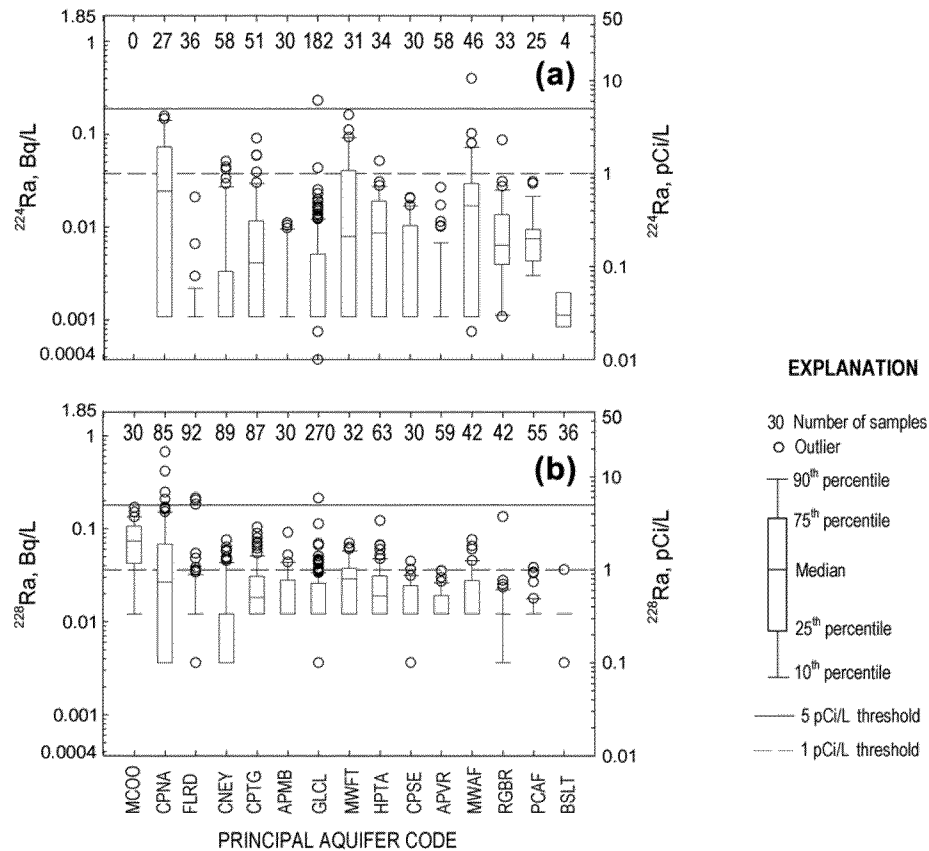 1.85
1
0.1
0.01
0.001
0.0004
²²⁴Ra, Bq/L
0 27 36 58 51 30 182 31 34 30 58 46 33 25 4
(a)
50
10
1
0.1
0.01
²²⁴Ra, pCi/L
1.85
1
0.1
0.01
0.001
0.0004
²²⁸Ra, Bq/L
30 85 92 89 87 30 270 32 63 30 59 42 42 55 36
(b)
50
10
1
0.1
0.01
²²⁸Ra, pCi/L
MCOO CPNA FLRD CNEY CPTG APMB GLCL MWFT HPTA CPSE APVR MWAF RGBR PCAF BSLT
PRINCIPAL AQUIFER CODE
EXPLANATION
30 Number of samples
Outlier
90th percentile
75th percentile
Median
25th percentile
10th percentile
5 pCi/L threshold
1 pCi/L threshold